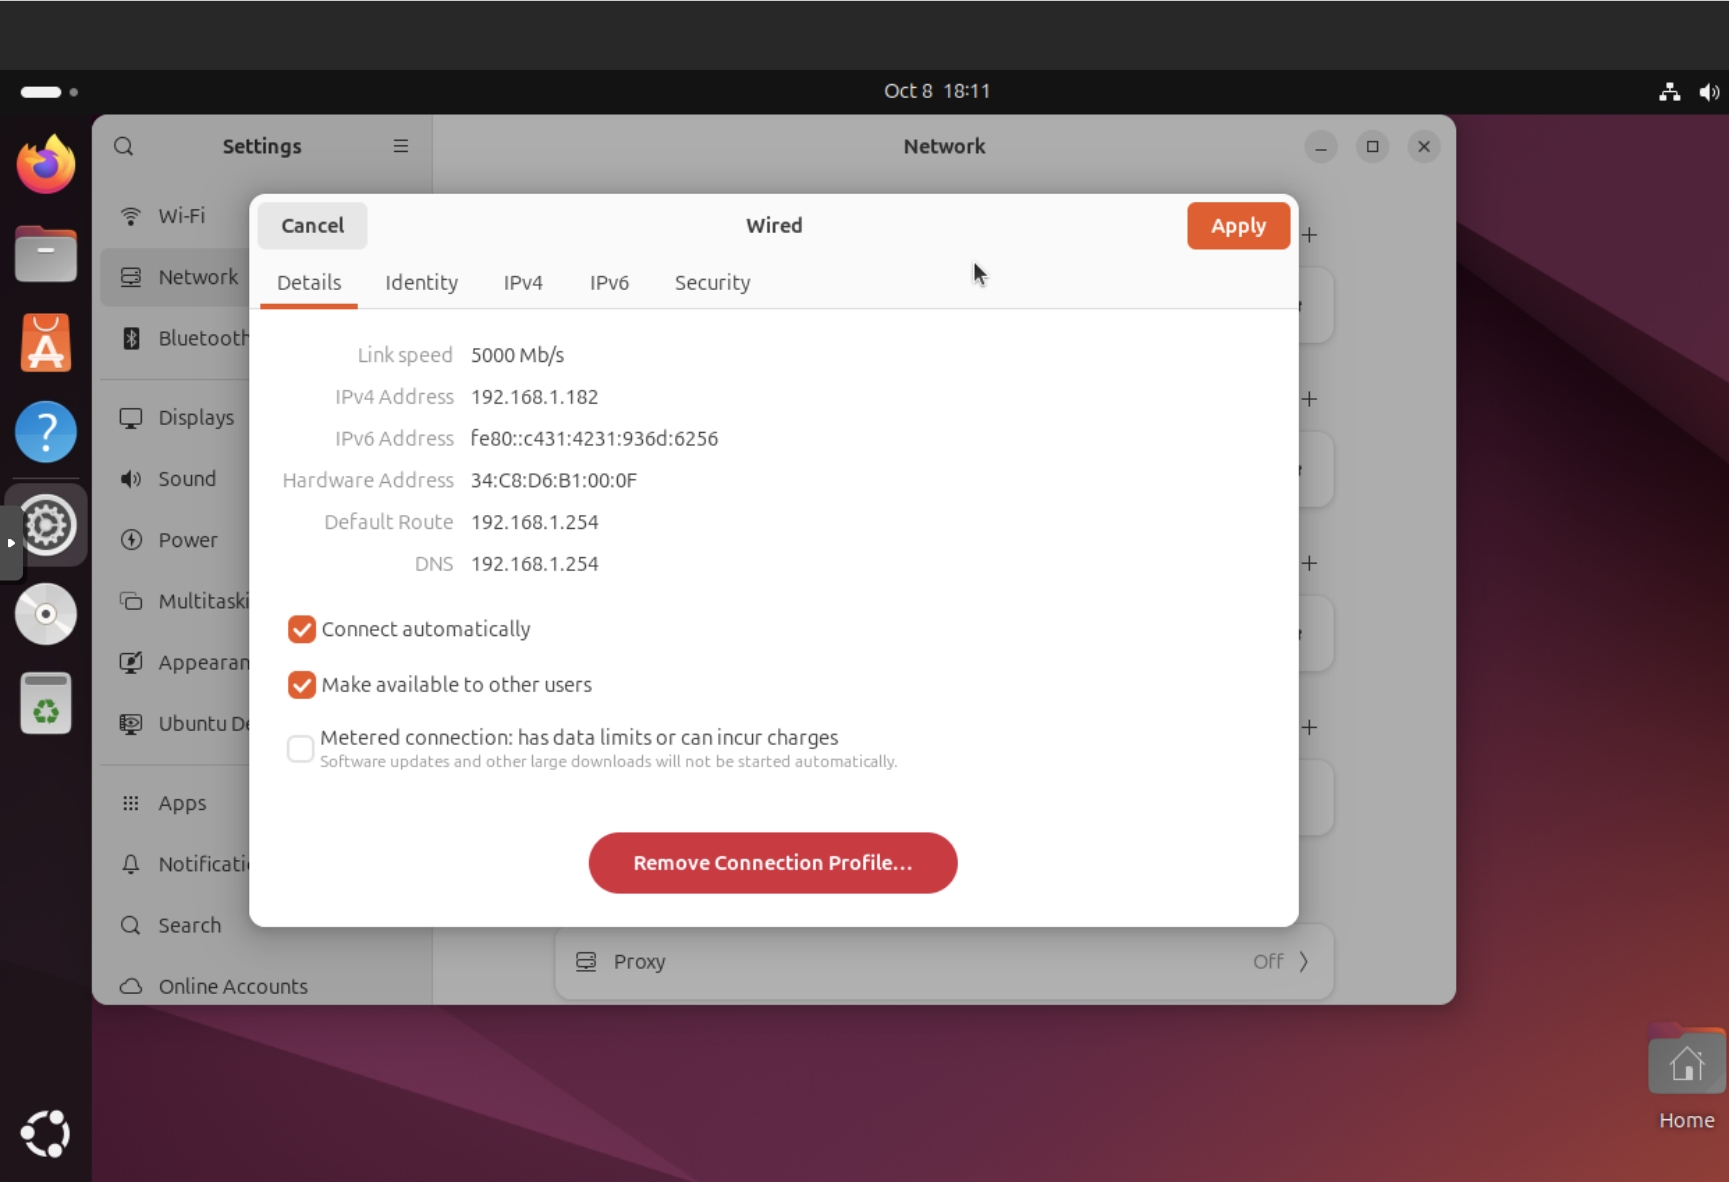 Oct 8 18:11
Settings
Network
Wi-Fi
Network
Bluetooth
Displays
Sound
Power
Multitaski
Appearan
Ubuntu De
Apps
Notificatio
Search
Online Accounts
Cancel
Wired
Apply
Details
Identity
IPv4
IPv6
Security
Link speed 5000 Mb/s
IPv4 Address 192.168.1.182
IPv6 Address fe80::c431:4231:936d:6256
Hardware Address 34:C8:D6:B1:00:0F
Default Route 192.168.1.254
DNS 192.168.1.254
Connect automatically
Make available to other users
Metered connection: has data limits or can incur charges
Software updates and other large downloads will not be started automatically.
Remove Connection Profile...
Proxy
Off
Home